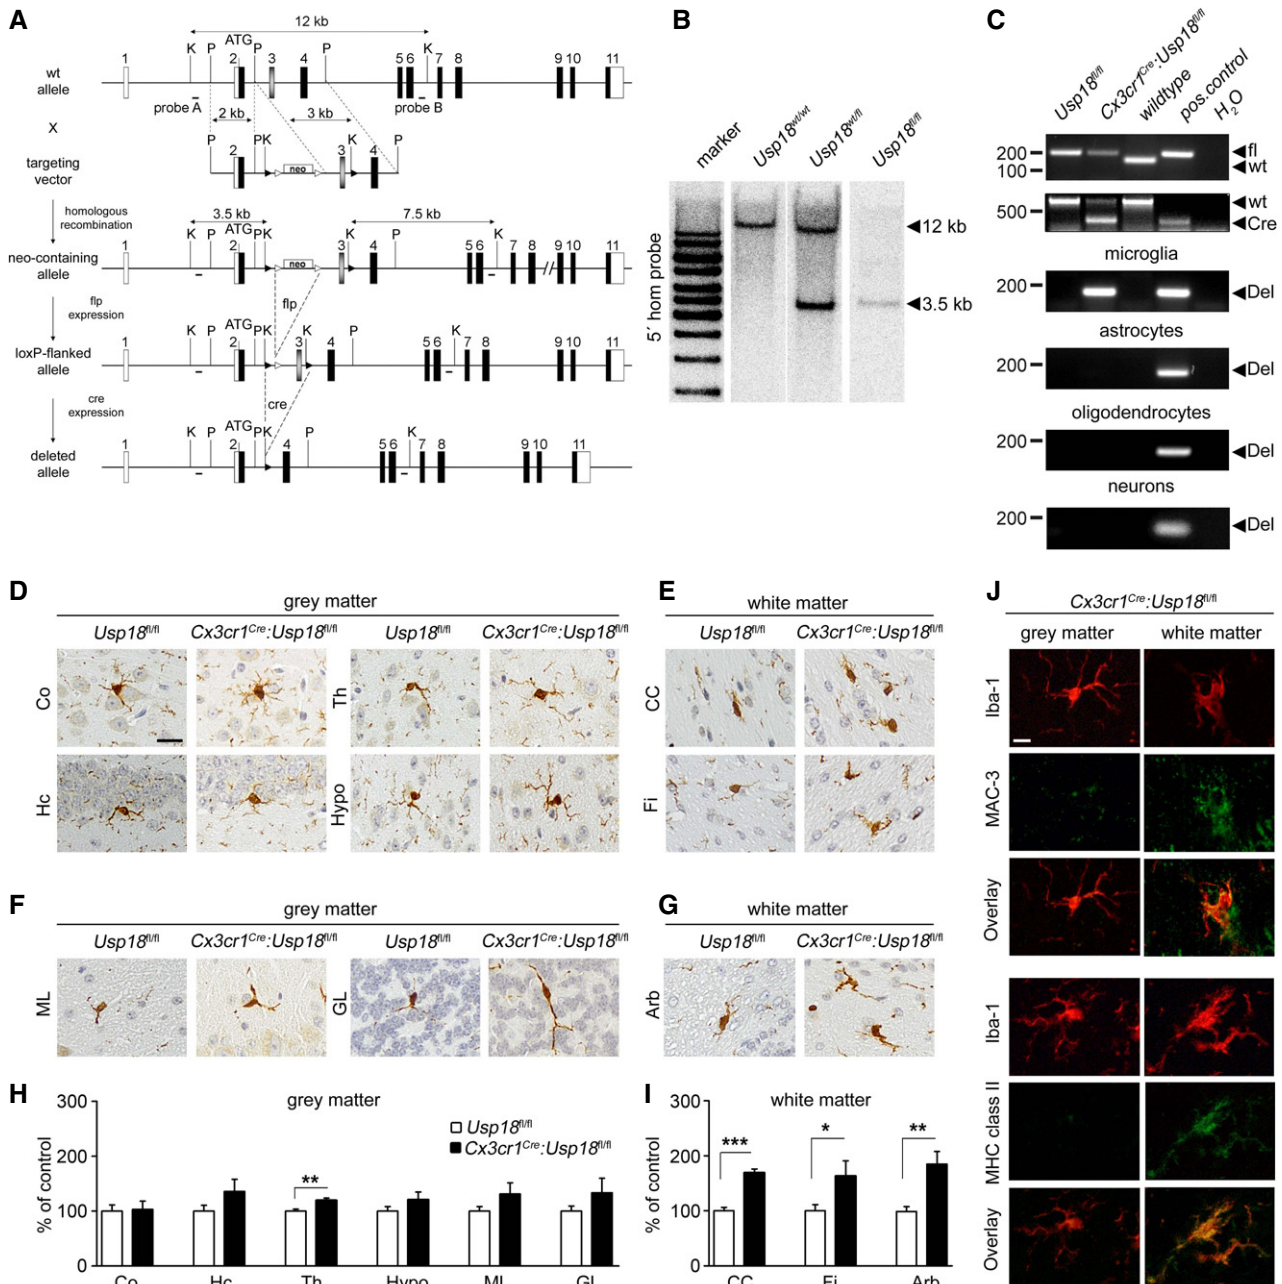 A
12 kb
K P ATG P P K
1 2 3 4 5 6 7 8 9 10 11
wt
allele
probe A
probe B
2 kb
3 kb
X
P PK K P
2 neo 3 4
targeting
vector
homologous
recombination
3.5 kb
7.5 kb
K P ATG PK K P K
1 2 neo 3 4 5 6 7 8 9 10 11
neo-containing
allele
flp
expression
flp
K P ATG PK K P K
1 2 3 4 5 6 7 8 9 10 11
loxP-flanked
allele
cre
expression
cre
K P ATG PK P K
1 2 4 5 6 7 8 9 10 11
deleted
allele
B
marker
Usp18wt/wt
Usp18wt/fl
Usp18fl/fl
5´ hom probe
12 kb
3.5 kb
C
Usp18fl/fl
Cx3cr1Cre:Usp18fl/fl
wildtype
pos.control
H2O
200
100
fl
wt
500
wt
Cre
microglia
200
Del
astrocytes
200
Del
oligodendrocytes
200
Del
neurons
200
Del
D
grey matter
Usp18fl/fl
Cx3cr1Cre:Usp18fl/fl
Usp18fl/fl
Cx3cr1Cre:Usp18fl/fl
Co
Th
Hc
Hypo
E
white matter
Usp18fl/fl
Cx3cr1Cre:Usp18fl/fl
CC
Fi
F
grey matter
Usp18fl/fl
Cx3cr1Cre:Usp18fl/fl
Usp18fl/fl
Cx3cr1Cre:Usp18fl/fl
ML
GL
G
white matter
Usp18fl/fl
Cx3cr1Cre:Usp18fl/fl
Arb
H
grey matter
% of control
300
200
100
0
Usp18fl/fl
Cx3cr1Cre:Usp18fl/fl
**
Co Hc Th Hypo ML GL
I
white matter
% of control
300
200
100
0
*** * **
CC Fi Arb
J
Cx3cr1Cre:Usp18fl/fl
grey matter
white matter
Iba-1
MAC-3
Overlay
Iba-1
MHC class II
Overlay